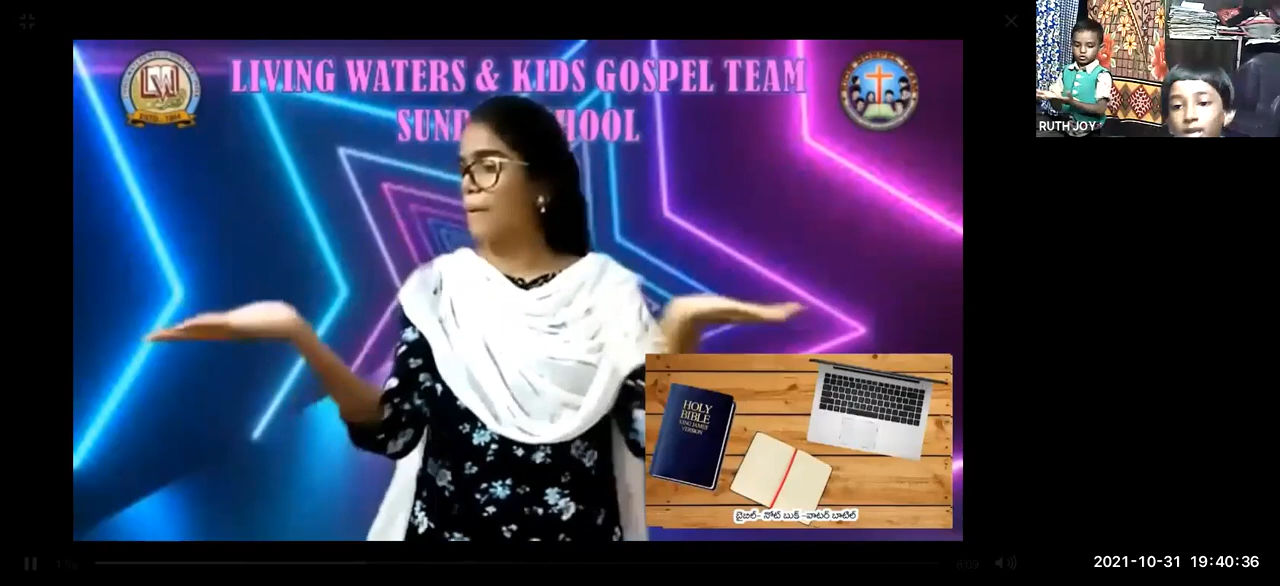 LIVING WATERS & KIDS GOSPEL TEAM
SUND HOOL
RUTH JOY
HOLY
BIBLE
KING JAMES
VERSION
బైబిల్- నోట్ బుక్ -వాటర్ బాటిల్
2021-10-31 19:40:36